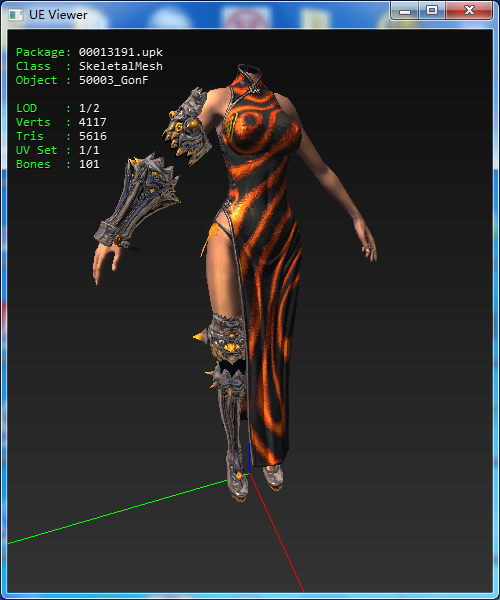 UE Viewer
Package: 00013191.upk
Class : SkeletalMesh
Object : 50003_GonF
LOD : 1/2
Verts : 4117
Tris : 5616
UV Set : 1/1
Bones : 101